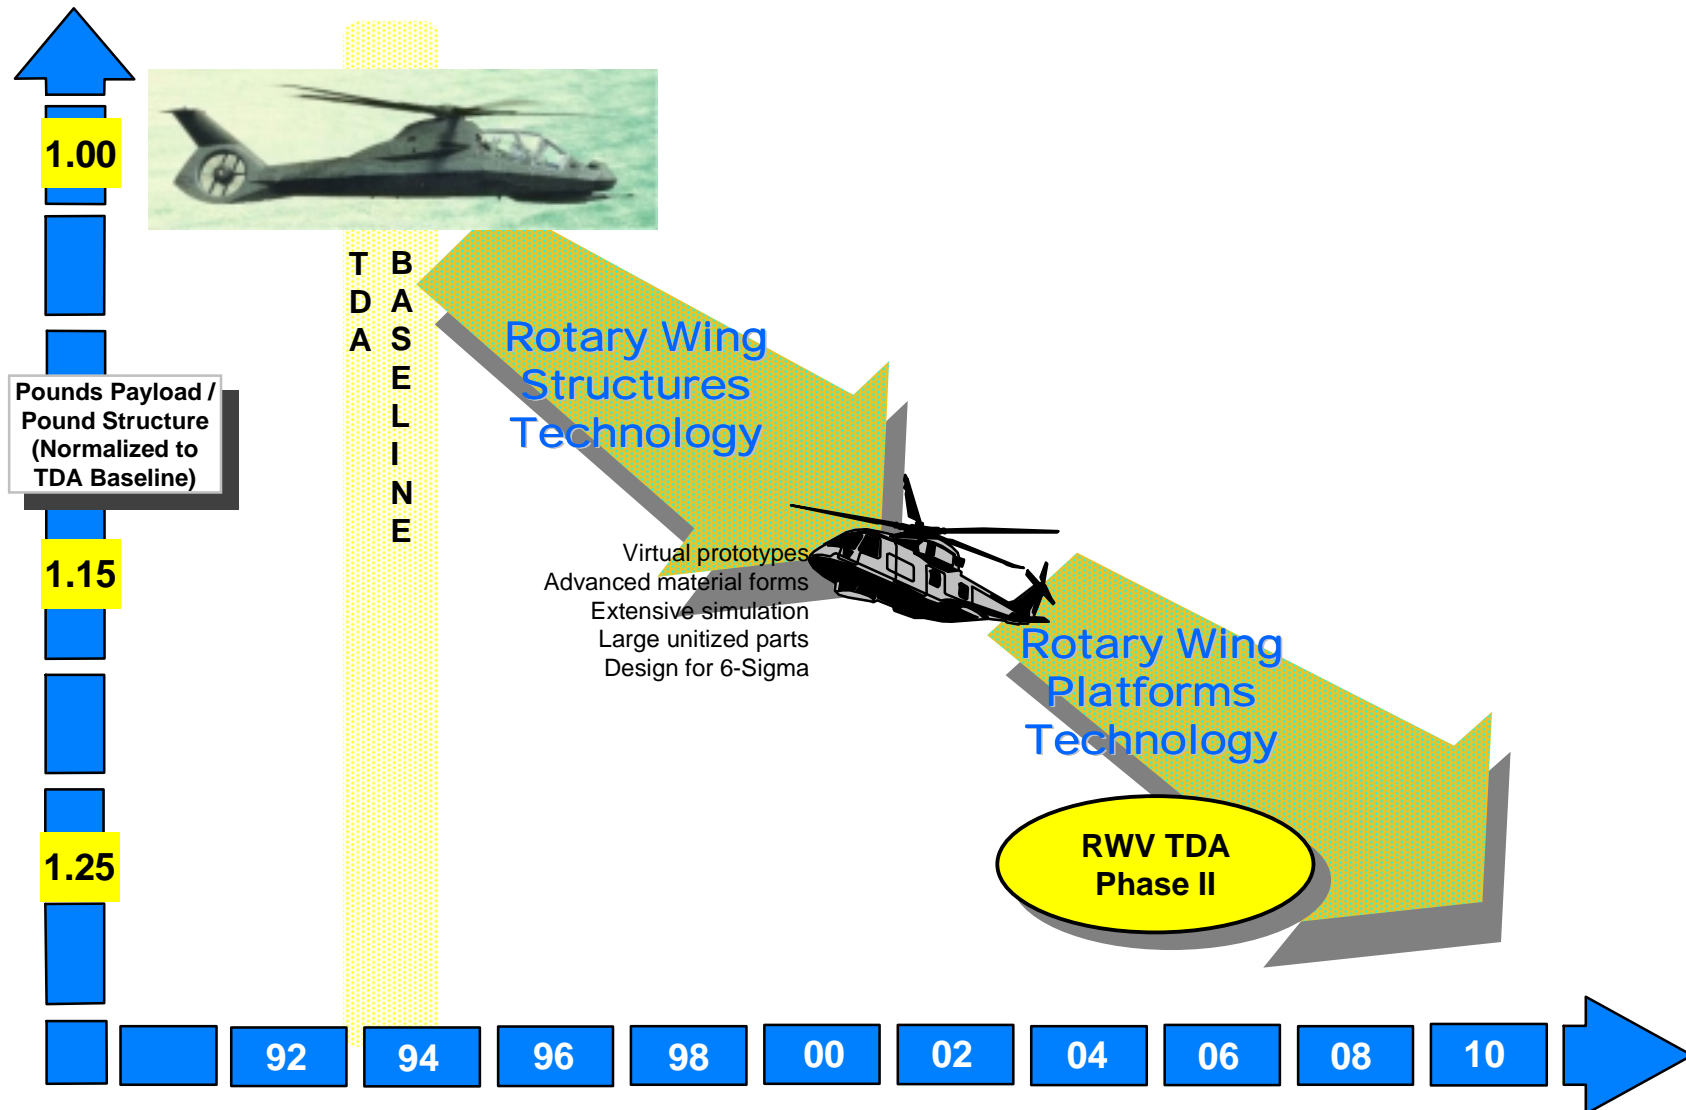 1.00
TDA
BASELINE
Rotary Wing
Structures
Technology
Pounds Payload /
Pound Structure
(Normalized to
TDA Baseline)
1.15
Virtual prototypes
Advanced material forms
Extensive simulation
Large unitized parts
Design for 6-Sigma
Rotary Wing
Platforms
Technology
1.25
RWV TDA
Phase II
92 94 96 98 00 02 04 06 08 10